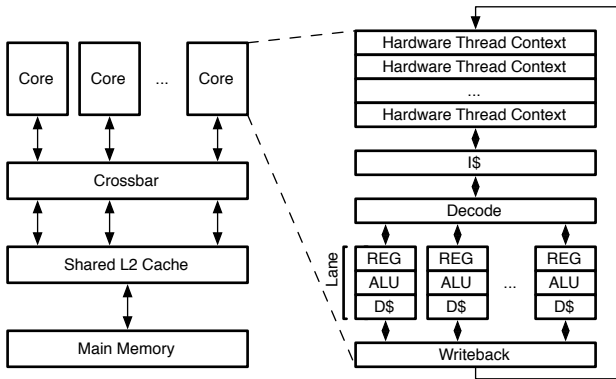 Core
Core
...
Core
Crossbar
Shared L2 Cache
Main Memory
Hardware Thread Context
Hardware Thread Context
...
Hardware Thread Context
I$
Decode
Lane
REG
REG
REG
ALU
ALU
...
ALU
D$
D$
D$
Writeback